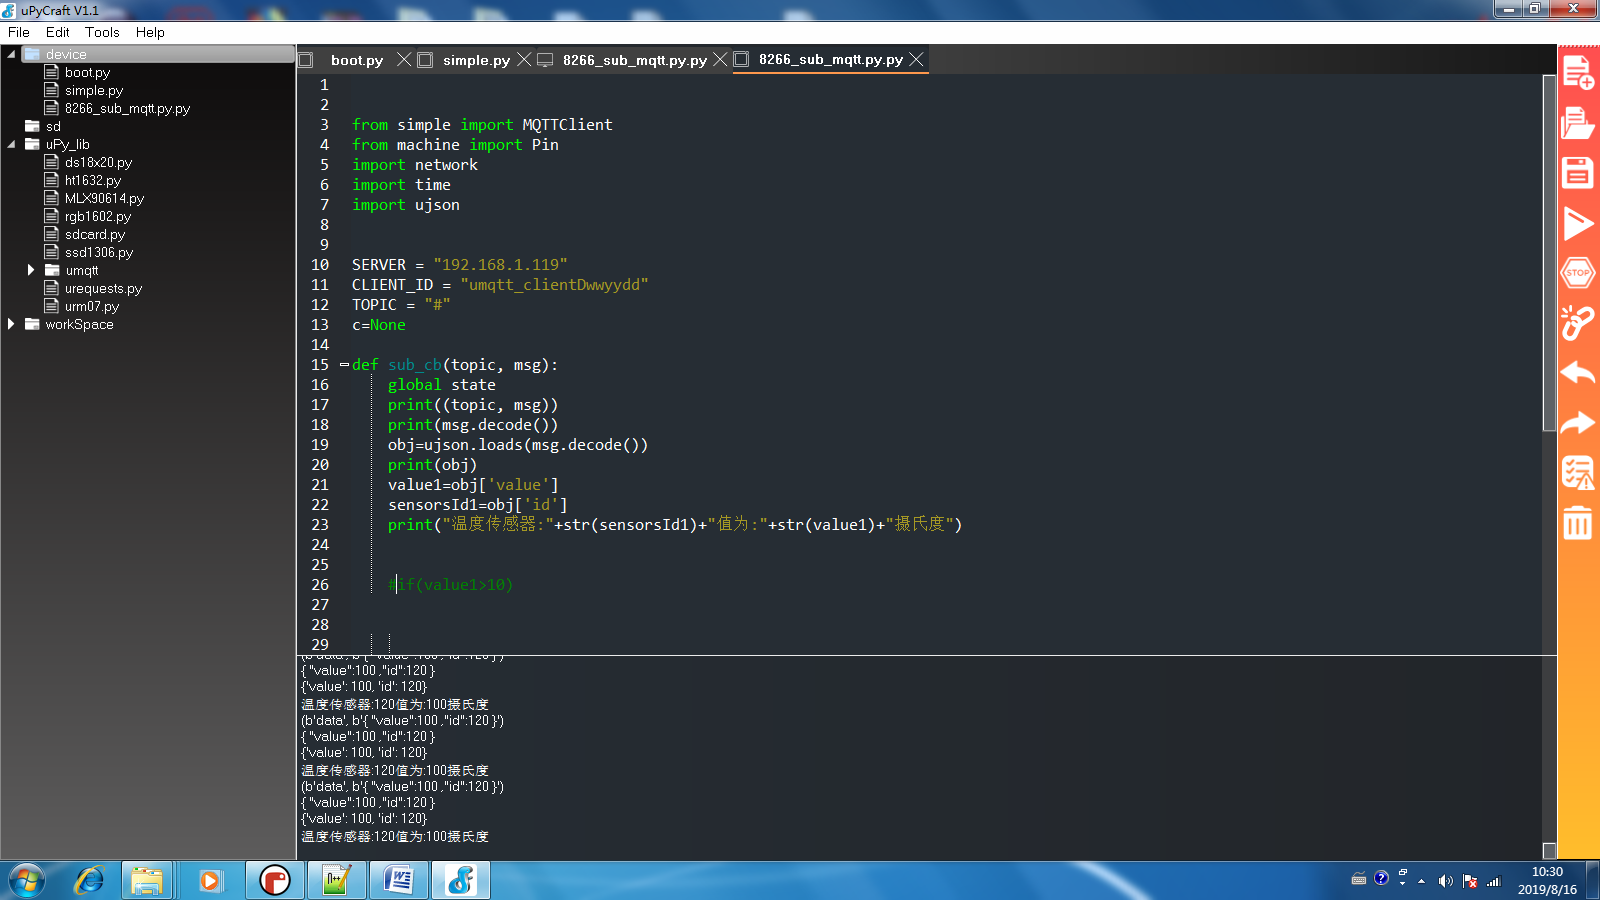 uPyCraft V1.1
File Edit Tools Help
device
boot.py
simple.py
8266_sub_mqtt.py.py
sd
uPy_lib
ds18x20.py
ht1632.py
MLX90614.py
rgb1602.py
sdcard.py
ssd1306.py
umqtt
urequests.py
urm07.py
workSpace
boot.py simple.py 8266_sub_mqtt.py.py 8266_sub_mqtt.py.py
1
2
3 from simple import MQTTClient
4 from machine import Pin
5 import network
6 import time
7 import ujson
8
9
10 SERVER = "192.168.1.119"
11 CLIENT_ID = "umqtt_clientDwwyydd"
12 TOPIC = "#"
13 c=None
14
15 def sub_cb(topic, msg):
16 global state
17 print((topic, msg))
18 print(msg.decode())
19 obj=ujson.loads(msg.decode())
20 print(obj)
21 value1=obj['value']
22 sensorsId1=obj['id']
23 print("温度传感器:"+str(sensorsId1)+"值为:"+str(value1)+"摄氏度")
24
25
26 #if(value1>10)
27
28
29
(b'data', b'{ "value":100 ,"id":120 }')
{ "value":100 ,"id":120 }
{'value': 100, 'id': 120}
温度传感器:120值为:100摄氏度
(b'data', b'{ "value":100 ,"id":120 }')
{ "value":100 ,"id":120 }
{'value': 100, 'id': 120}
温度传感器:120值为:100摄氏度
(b'data', b'{ "value":100 ,"id":120 }')
{ "value":100 ,"id":120 }
{'value': 100, 'id': 120}
温度传感器:120值为:100摄氏度
STOP
10:30
2019/8/16